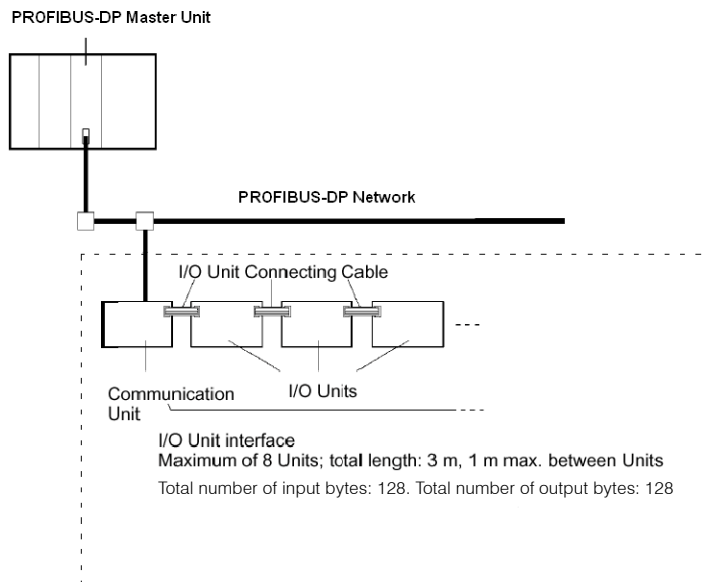 PROFIBUS-DP Master Unit
PROFIBUS-DP Network
I/O Unit Connecting Cable
Communication
Unit
I/O Units
I/O Unit interface
Maximum of 8 Units; total length: 3 m, 1 m max. between Units
Total number of input bytes: 128. Total number of output bytes: 128